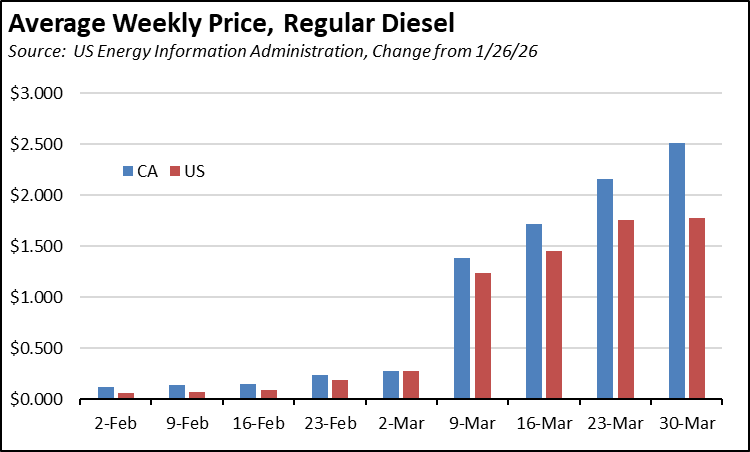 Average Weekly Price, Regular Diesel
Source:  US Energy Information Administration, Change from 1/26/26
$3.000
$2.500
CA US
$2.000
$1.500
$1.000
$0.500
$0.000
2-Feb 9-Feb 16-Feb 23-Feb 2-Mar 9-Mar 16-Mar 23-Mar 30-Mar